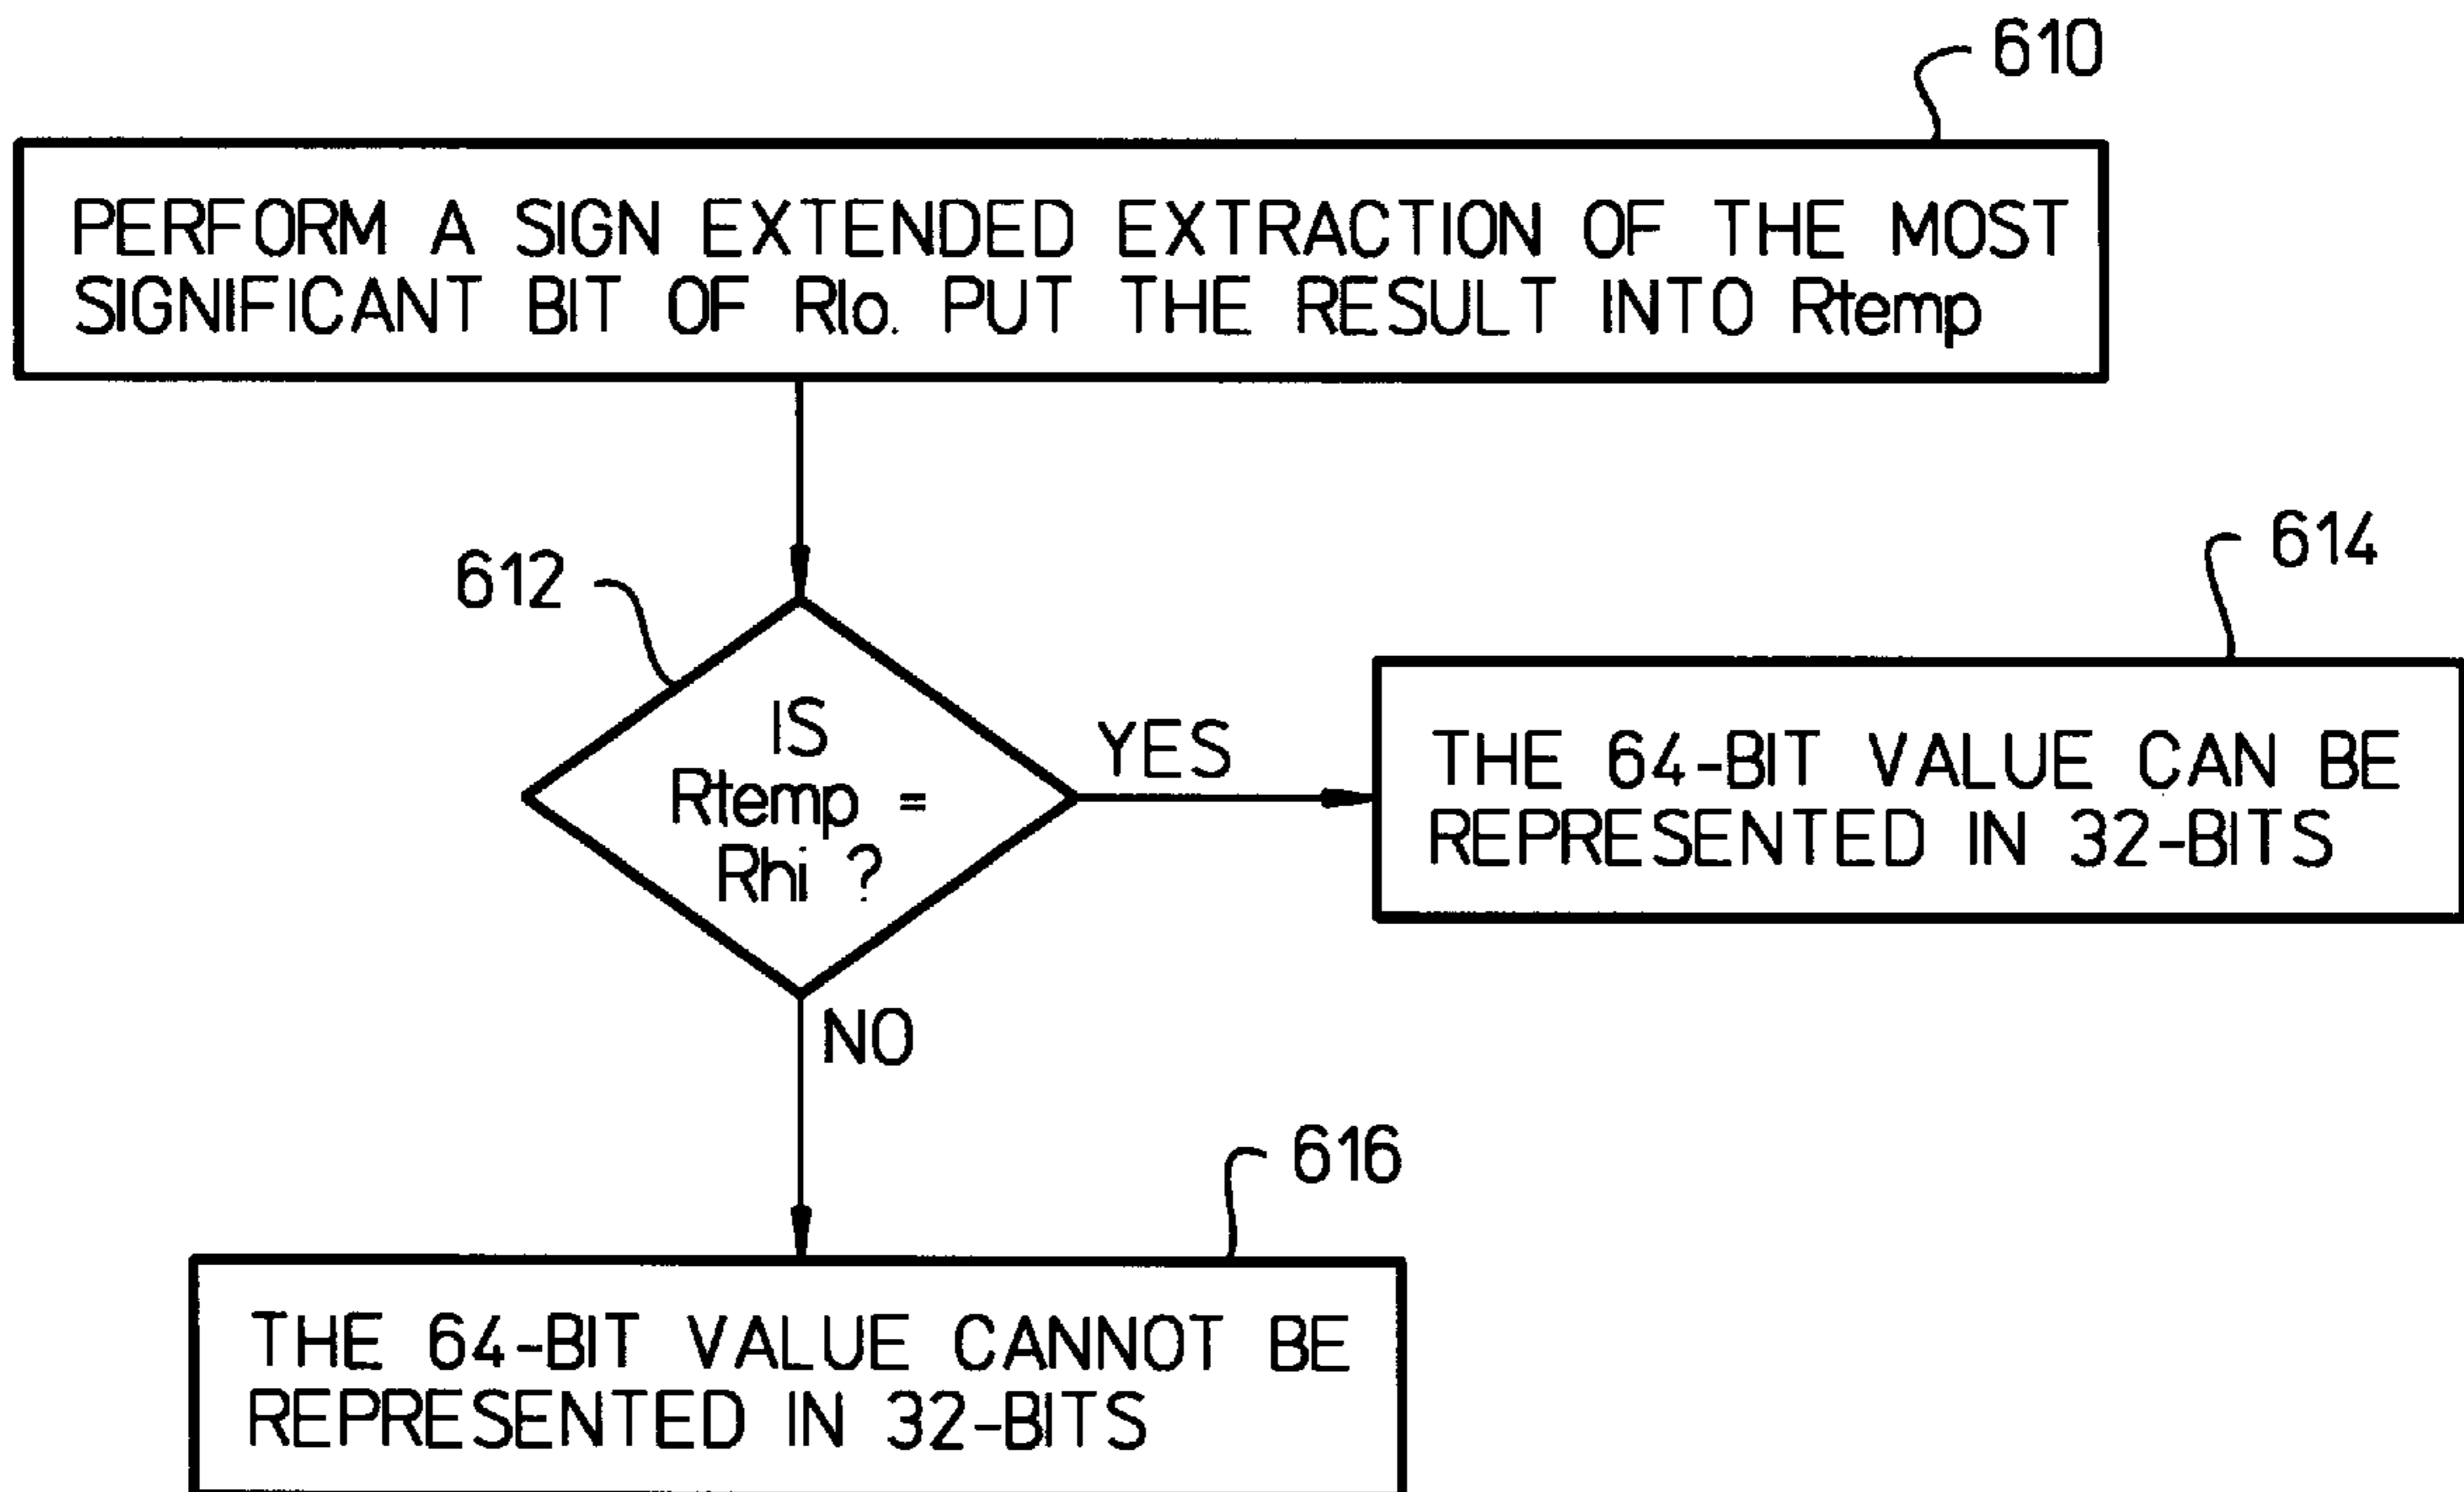 610
PERFORM A SIGN EXTENDED EXTRACTION OF THE MOST
SIGNIFICANT BIT OF Rlo. PUT THE RESULT INTO Rtemp
612
614
IS
Rtemp =
Rhi ?
YES
THE 64-BIT VALUE CAN BE
REPRESENTED IN 32-BITS
NO
616
THE 64-BIT VALUE CANNOT BE
REPRESENTED IN 32-BITS